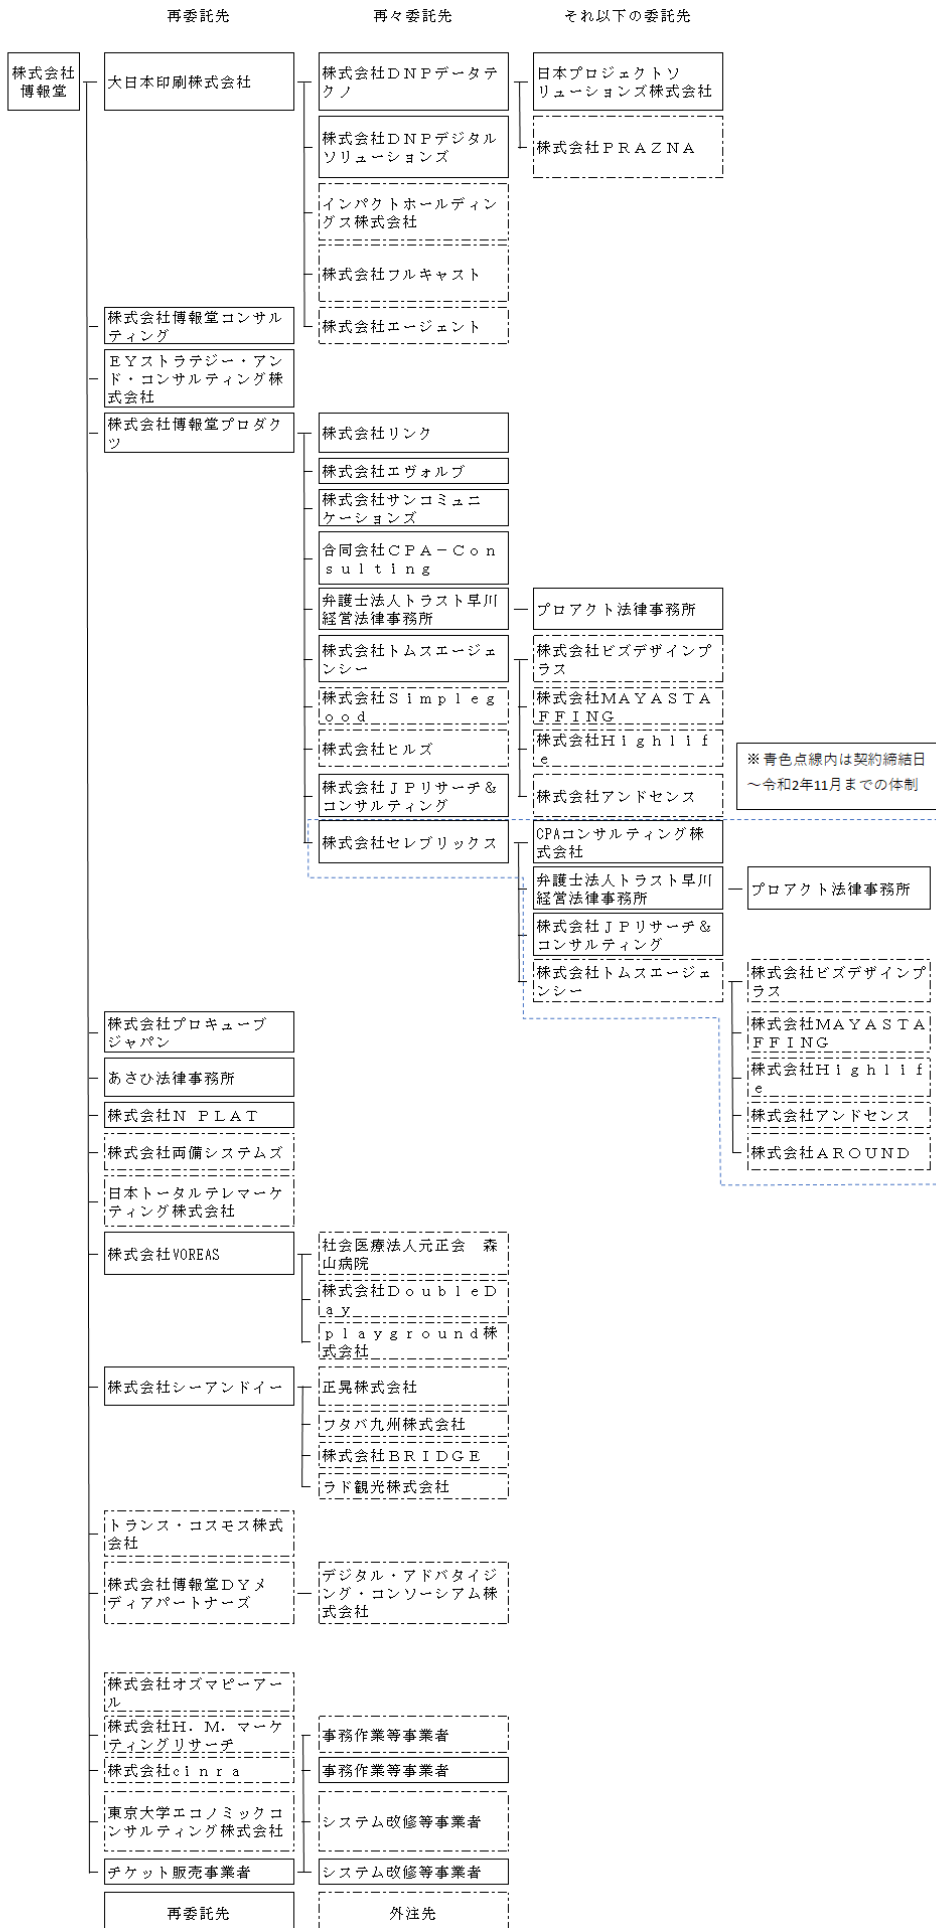 再委託先
再々委託先
それ以下の委託先
株式会社
博報堂
大日本印刷株式会社
株式会社ＤＮＰデータテ
クノ
日本プロジェクトソ
リューションズ株式会社
株式会社ＤＮＰデジタル
ソリューションズ
株式会社ＰＲＡＺＮＡ
インパクトホールディン
グス株式会社
株式会社フルキャスト
株式会社エージェント
株式会社博報堂コンサル
ティング
ＥＹストラテジー・アン
ド・コンサルティング株
式会社
株式会社博報堂プロダク
ツ
株式会社リンク
株式会社エヴォルブ
株式会社サンコミュニ
ケーションズ
合同会社ＣＰＡ－Ｃｏｎ
ｓｕｌｔｉｎｇ
弁護士法人トラスト早川
経営法律事務所
プロアクト法律事務所
株式会社トムスエージェ
ンシー
株式会社ビズデザインプ
ラス
株式会社Ｓｉｍｐｌｅｇ
ｏｏｄ
株式会社ＭＡＹＡＳＴＡ
ＦＦＩＮＧ
株式会社ヒルズ
株式会社Ｈｉｇｈｌｉｆ
ｅ
株式会社ＪＰリサーチ＆
コンサルティング
株式会社アンドセンス
※青色点線内は契約締結日
～令和2年11月までの体制
株式会社セレブリックス
CPAコンサルティング株
式会社
弁護士法人トラスト早川
経営法律事務所
プロアクト法律事務所
株式会社ＪＰリサーチ＆
コンサルティング
株式会社トムスエージェ
ンシー
株式会社ビズデザインプ
ラス
株式会社ＭＡＹＡＳＴＡ
ＦＦＩＮＧ
株式会社Ｈｉｇｈｌｉｆ
ｅ
株式会社アンドセンス
株式会社ＡＲＯＵＮＤ
株式会社プロキューブ
ジャパン
あさひ法律事務所
株式会社Ｎ ＰＬＡＴ
株式会社両備システムズ
日本トータルテレマーケ
ティング株式会社
株式会社VOREAS
社会医療法人元正会　森
山病院
株式会社ＤｏｕｂｌｅＤ
ａｙ
ｐｌａｙｇｒｏｕｎｄ株
式会社
株式会社シーアンドイー
正晃株式会社
フタバ九州株式会社
株式会社ＢＲＩＤＧＥ
ラド観光株式会社
トランス・コスモス株式
会社
株式会社博報堂ＤＹメ
ディアパートナーズ
デジタル・アドバタイジ
ング・コンソーシアム株
式会社
株式会社オズマピーアー
ル
株式会社Ｈ．Ｍ．マーケ
ティングリサーチ
事務作業等事業者
株式会社ｃｉｎｒａ
事務作業等事業者
東京大学エコノミックコ
ンサルティング株式会社
システム改修等事業者
チケット販売事業者
システム改修等事業者
再委託先
外注先